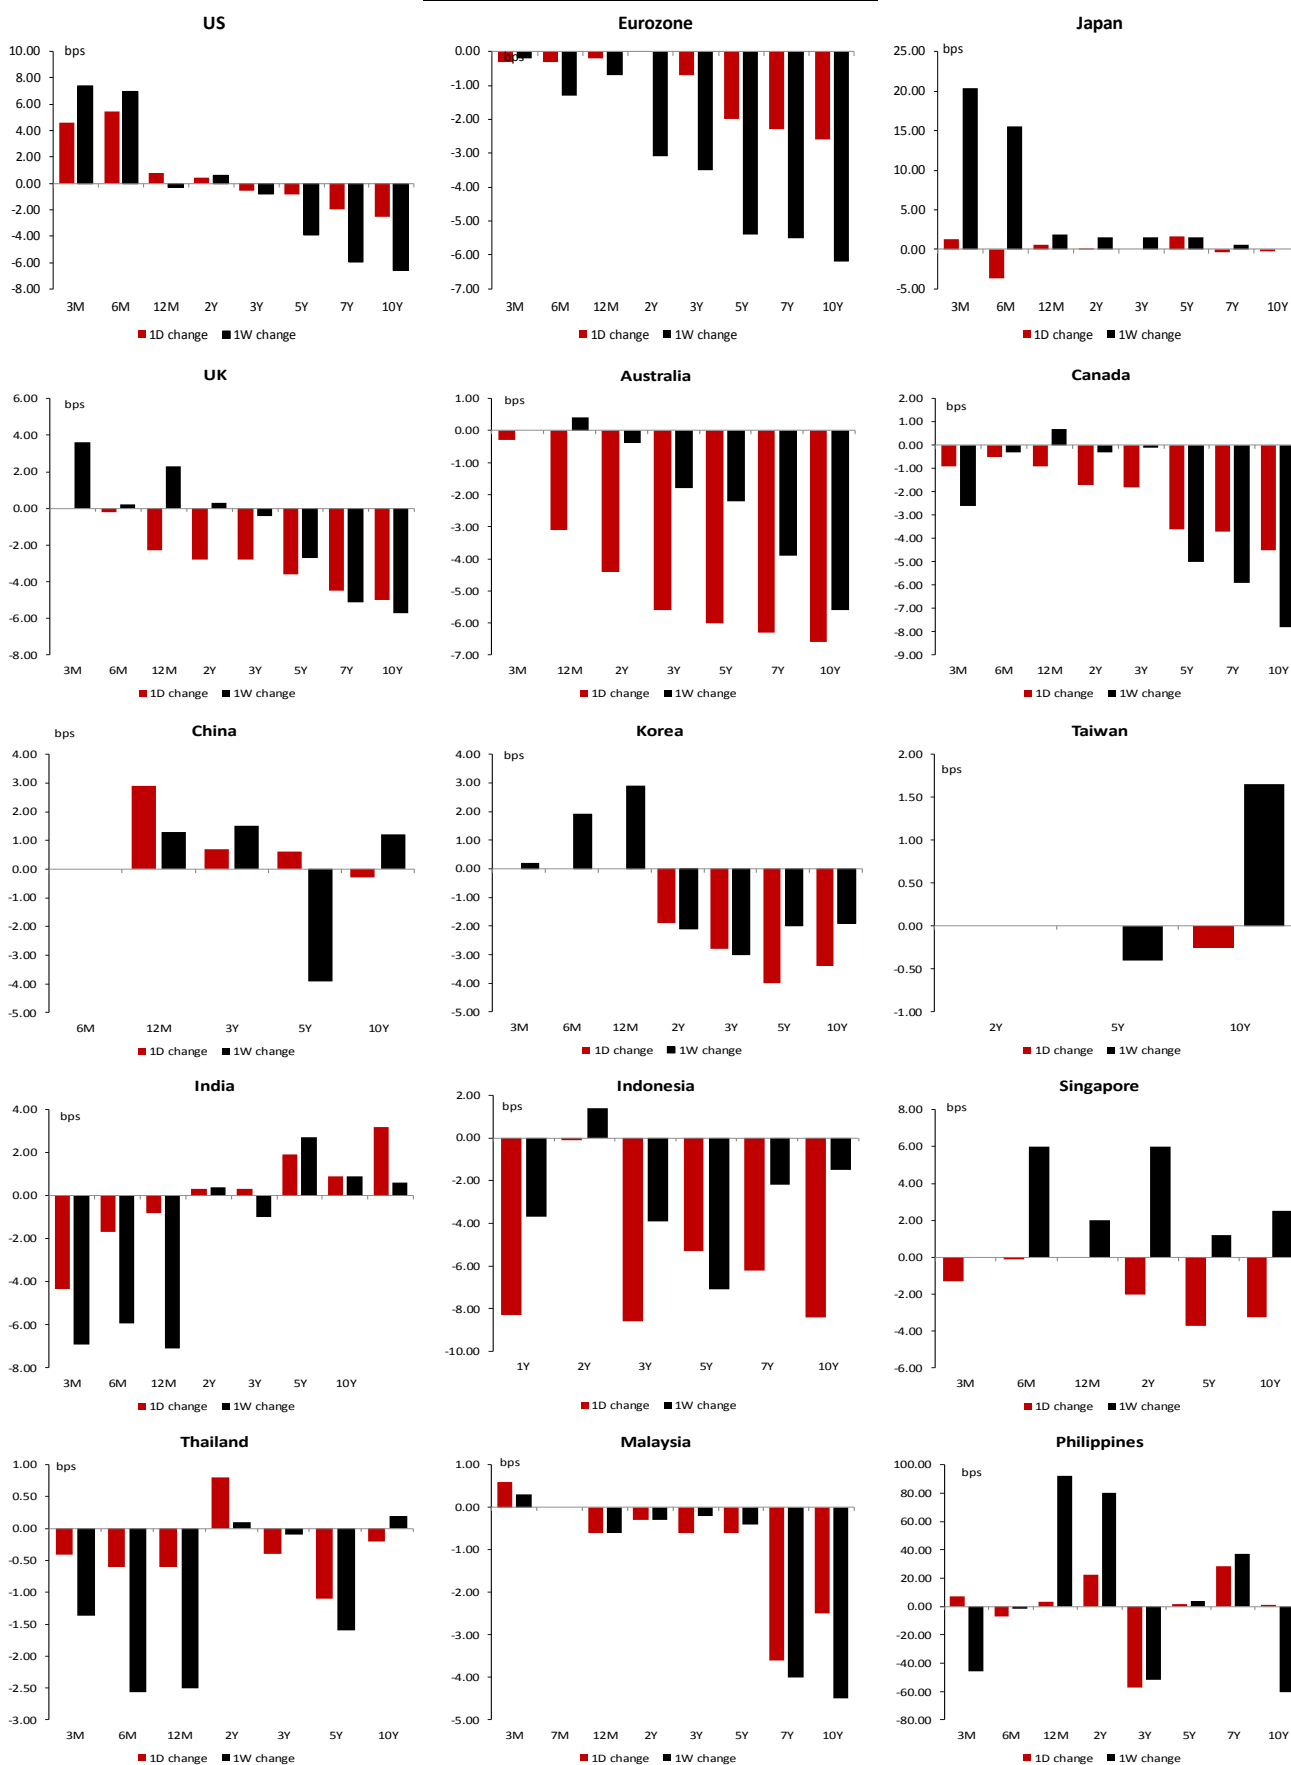 US
bps
10.00
8.00
6.00
4.00
2.00
0.00
-2.00
-4.00
-6.00
-8.00
3M 6M 12M 2Y 3Y 5Y 7Y 10Y
1D change 1W change
Eurozone
bps
0.00
-1.00
-2.00
-3.00
-4.00
-5.00
-6.00
-7.00
3M 6M 12M 2Y 3Y 5Y 7Y 10Y
1D change 1W change
Japan
25.00
20.00
15.00
10.00
5.00
0.00
-5.00
3M 6M 12M 2Y 3Y 5Y 7Y 10Y
1D change 1W change
UK
bps
6.00
4.00
2.00
0.00
-2.00
-4.00
-6.00
-8.00
3M 6M 12M 2Y 3Y 5Y 7Y 10Y
1D change 1W change
Australia
bps
1.00
0.00
-1.00
-2.00
-3.00
-4.00
-5.00
-6.00
-7.00
3M 12M 2Y 3Y 5Y 7Y 10Y
1D change 1W change
Canada
bps
2.00
1.00
0.00
-1.00
-2.00
-3.00
-4.00
-5.00
-6.00
-7.00
-8.00
-9.00
3M 6M 12M 2Y 3Y 5Y 7Y 10Y
1D change 1W change
China
bps
4.00
3.00
2.00
1.00
0.00
-1.00
-2.00
-3.00
-4.00
-5.00
6M 12M 3Y 5Y 10Y
1D change 1W change
Korea
bps
4.00
3.00
2.00
1.00
0.00
-1.00
-2.00
-3.00
-4.00
-5.00
3M 6M 12M 2Y 3Y 5Y 10Y
1D change 1W change
Taiwan
bps
2.00
1.50
1.00
0.50
0.00
-0.50
-1.00
2Y 5Y 10Y
1D change 1W change
India
bps
4.00
2.00
0.00
-2.00
-4.00
-6.00
-8.00
3M 6M 12M 2Y 3Y 5Y 10Y
1D change 1W change
Indonesia
bps
2.00
0.00
-2.00
-4.00
-6.00
-8.00
-10.00
1Y 2Y 3Y 5Y 7Y 10Y
1D change 1W change
Singapore
bps
8.00
6.00
4.00
2.00
0.00
-2.00
-4.00
-6.00
3M 6M 12M 2Y 5Y 10Y
1D change 1W change
Thailand
bps
1.00
0.50
0.00
-0.50
-1.00
-1.50
-2.00
-2.50
-3.00
3M 6M 12M 2Y 3Y 5Y 10Y
1D change 1W change
Malaysia
bps
1.00
0.00
-1.00
-2.00
-3.00
-4.00
-5.00
3M 7M 12M 2Y 3Y 5Y 7Y 10Y
1D change 1W change
Philippines
bps
100.00
80.00
60.00
40.00
20.00
0.00
-20.00
-40.00
-60.00
-80.00
3M 6M 12M 2Y 3Y 5Y 7Y 10Y
1D change 1W change